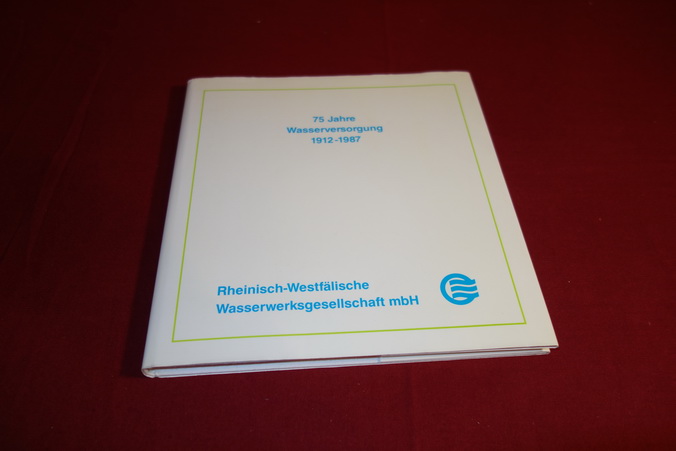 75 Jahre
Wasserversorgung
1912-1987
Rheinisch-Westfälische
Wasserwerksgesellschaft mbH